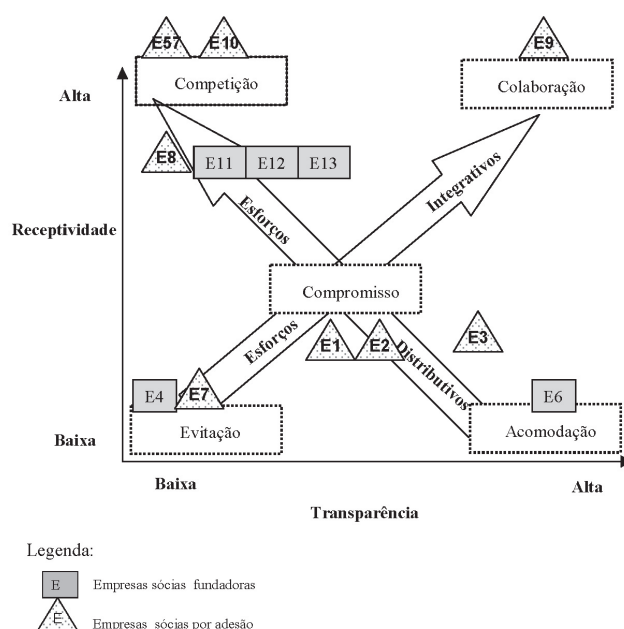 E57 E10 E9
Competição
Colaboração
Alta
E8 E11 E12 E13
Integrativos
Esforços
Receptividade
Compromisso
Esforços
E1 E2 E3
Distributivos
E4 E7 E6
Evitação
Acomodação
Baixa
Baixa
Alta
Transparência
Legenda:
E Empresas sócias fundadoras
E Empresas sócias por adesão